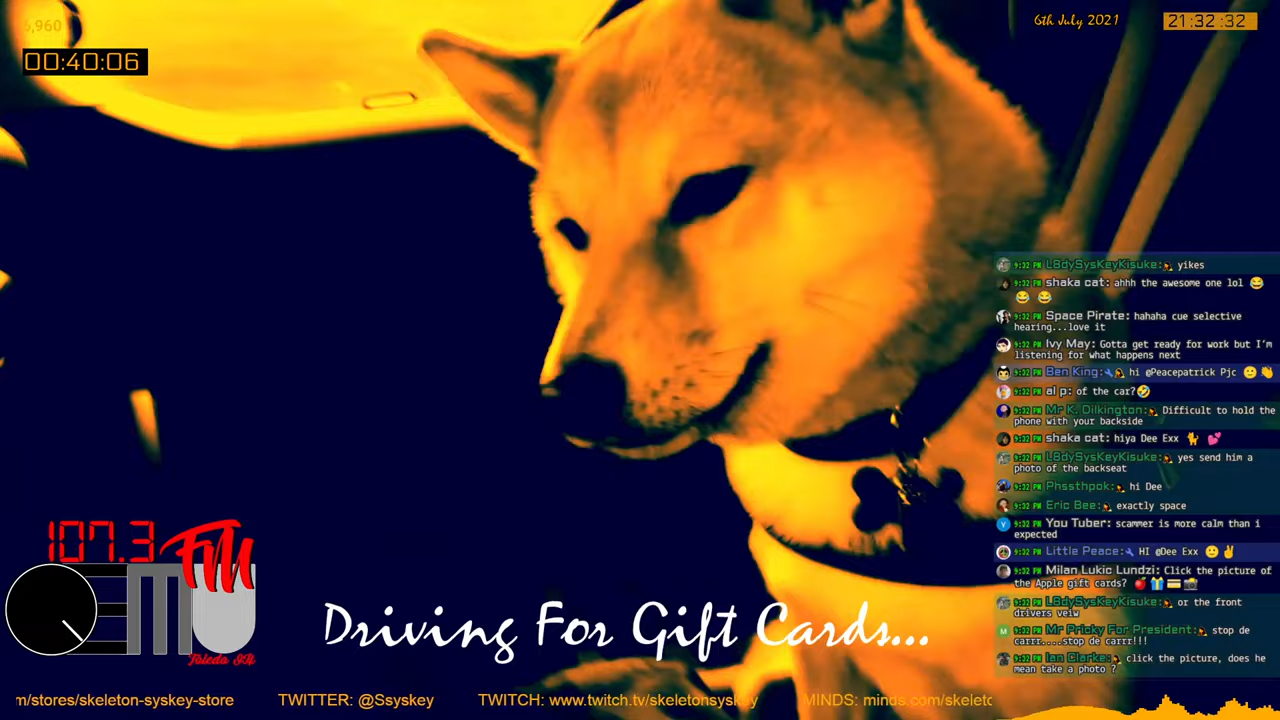 6,960
00:40:06
6th July 2021
21:32:32
9:32 PM L8dySysKeyKisuke: yikes
9:32 PM shaka cat: ahhh the awesome one lol 😂
😂 😂
9:32 PM Space Pirate: hahaha cue selective
hearing...love it
9:32 PM Ivy May: Gotta get ready for work but I'm
listening for what happens next
9:32 PM Ben King: hi @Peacepatrick Pjc 🙂 👋
9:32 PM al p: of the car?🤣
9:32 PM Mr K. Dilkington: Difficult to hold the
phone with your backside
9:32 PM shaka cat: hiya Dee Exx 🐈 💕
9:32 PM L8dySysKeyKisuke: yes send him a
photo of the backseat
9:32 PM Phssthpok: hi Dee
9:32 PM Eric Bee: exactly space
9:32 PM You Tuber: scammer is more calm than i
expected
9:32 PM Little Peace: HI @Dee Exx 🙂 ✌
9:32 PM Milan Lukic Lundzi: Click the picture of
the Apple gift cards? 🍎 🎁 💳 📸
9:32 PM L8dySysKeyKisuke: or the front
drivers veiw
9:32 PM Mr Pricky For President: stop de
carrr....stop de carrr!!!
9:32 PM Ian Clarke: click the picture, does he
mean take a photo ?
107.3 FM
QEMU
Toledo
Driving For Gift Cards...
m/stores/skeleton-syskey-store TWITTER: @Ssyskey TWITCH: www.twitch.tv/skeletonsyskey MINDS: minds.com/skeletc